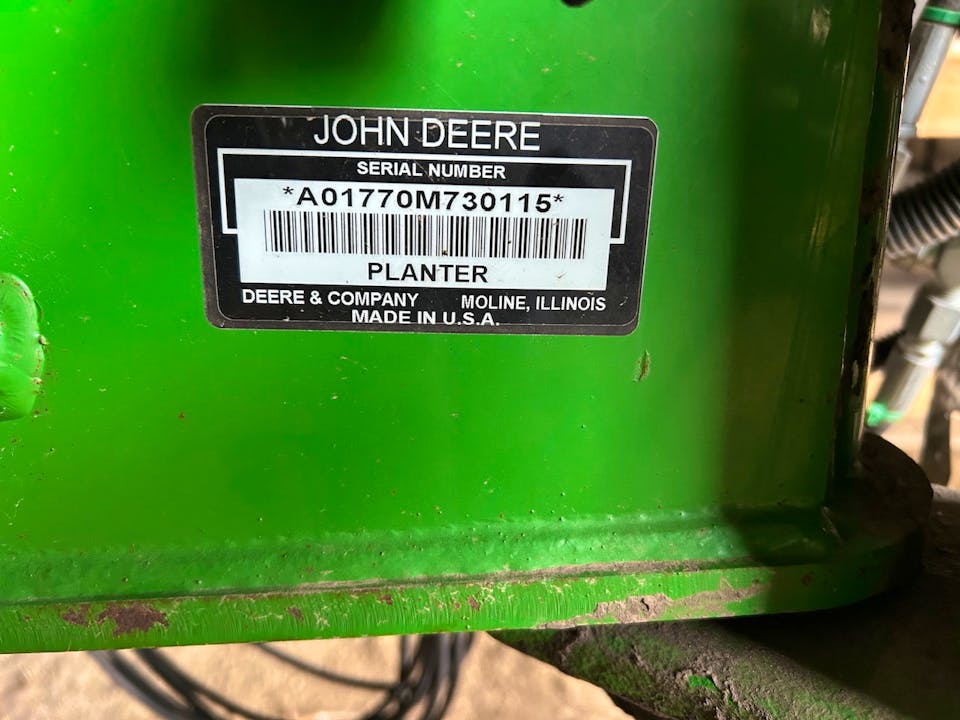 JOHN DEERE
SERIAL NUMBER
*A01770M730115*
PLANTER
DEERE & COMPANY MOLINE, ILLINOIS
MADE IN U.S.A.